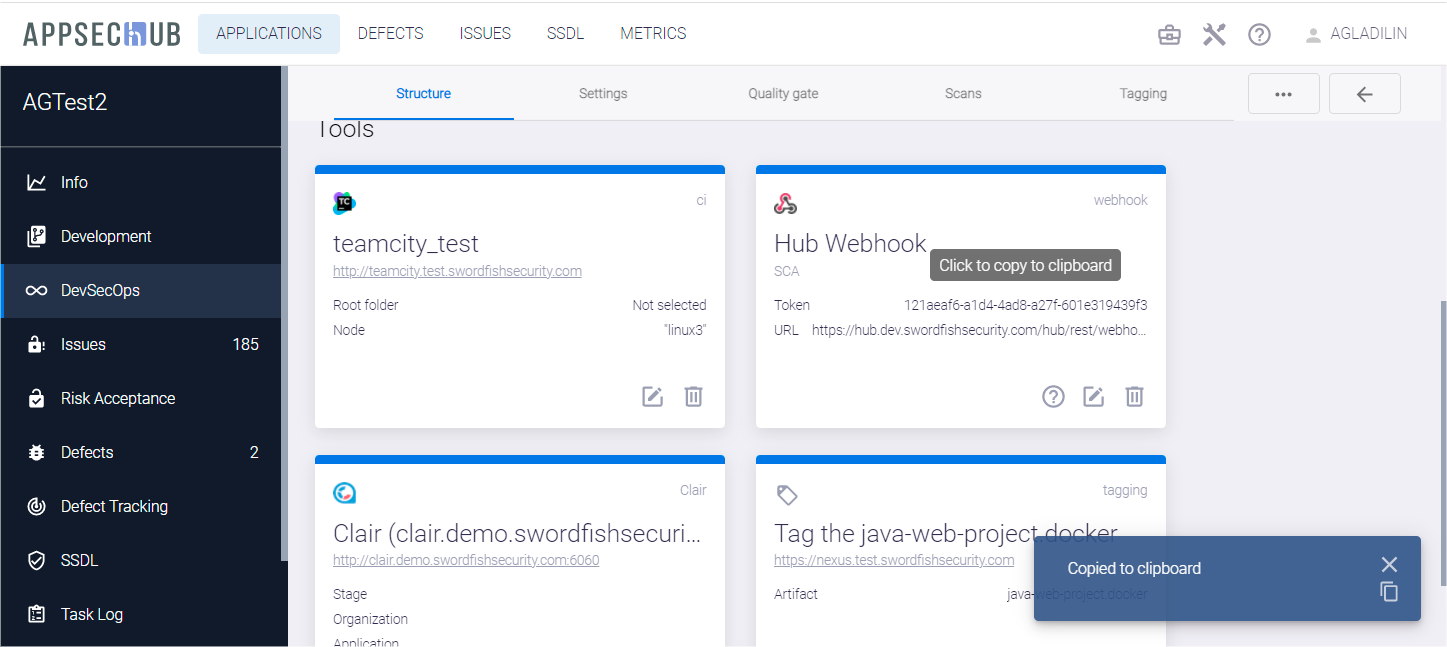 APPSECHUB APPLICATIONS DEFECTS ISSUES SSDL METRICS AGLADILIN
AGTest2
Info
Development
DevSecOps
Issues 185
Risk Acceptance
Defects 2
Defect Tracking
SSDL
Task Log
Structure Settings Quality gate Scans Tagging
Tools
TC
ci
teamcity_test
http://teamcity.test.swordfishsecurity.com
Root folder Not selected
Node "linux3"
webhook
Hub Webhook
SCA
Click to copy to clipboard
Token 121aeaf6-a1d4-4ad8-a27f-601e319439f3
URL https://hub.dev.swordfishsecurity.com/hub/rest/webho...
Clair
Clair (clair.demo.swordfishsecuri...
http://clair.demo.swordfishsecurity.com:6060
Stage
Organization
Application
tagging
Tag the java-web-project.docker
https://nexus.test.swordfishsecurity.com
Artifact java-web-project.docker
Copied to clipboard